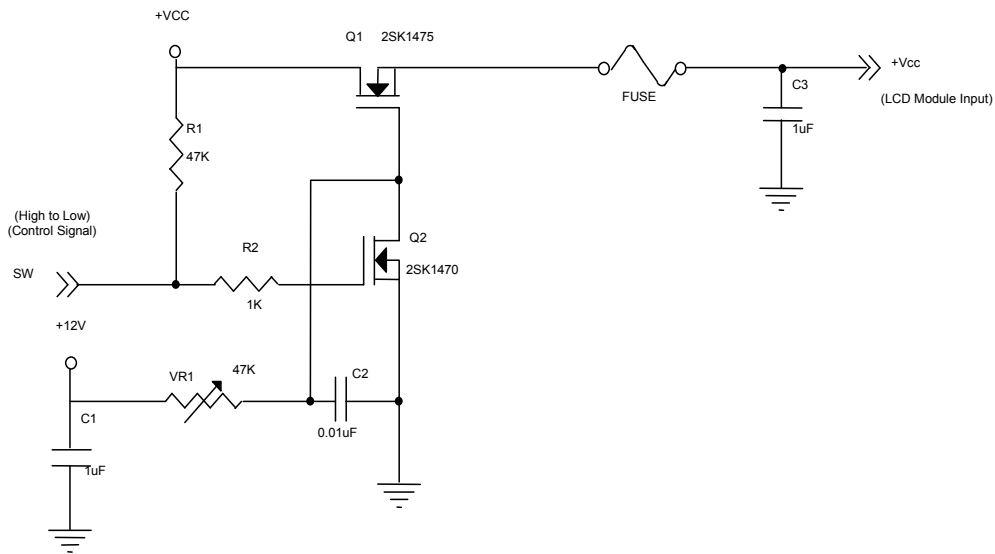 +VCC
Q1 2SK1475
+Vcc
C3
FUSE
(LCD Module Input)
1uF
R1
47K
(High to Low)
(Control Signal)
R2
Q2
SW
2SK1470
1K
+12V
VR1
47K
C2
C1
0.01uF
1uF